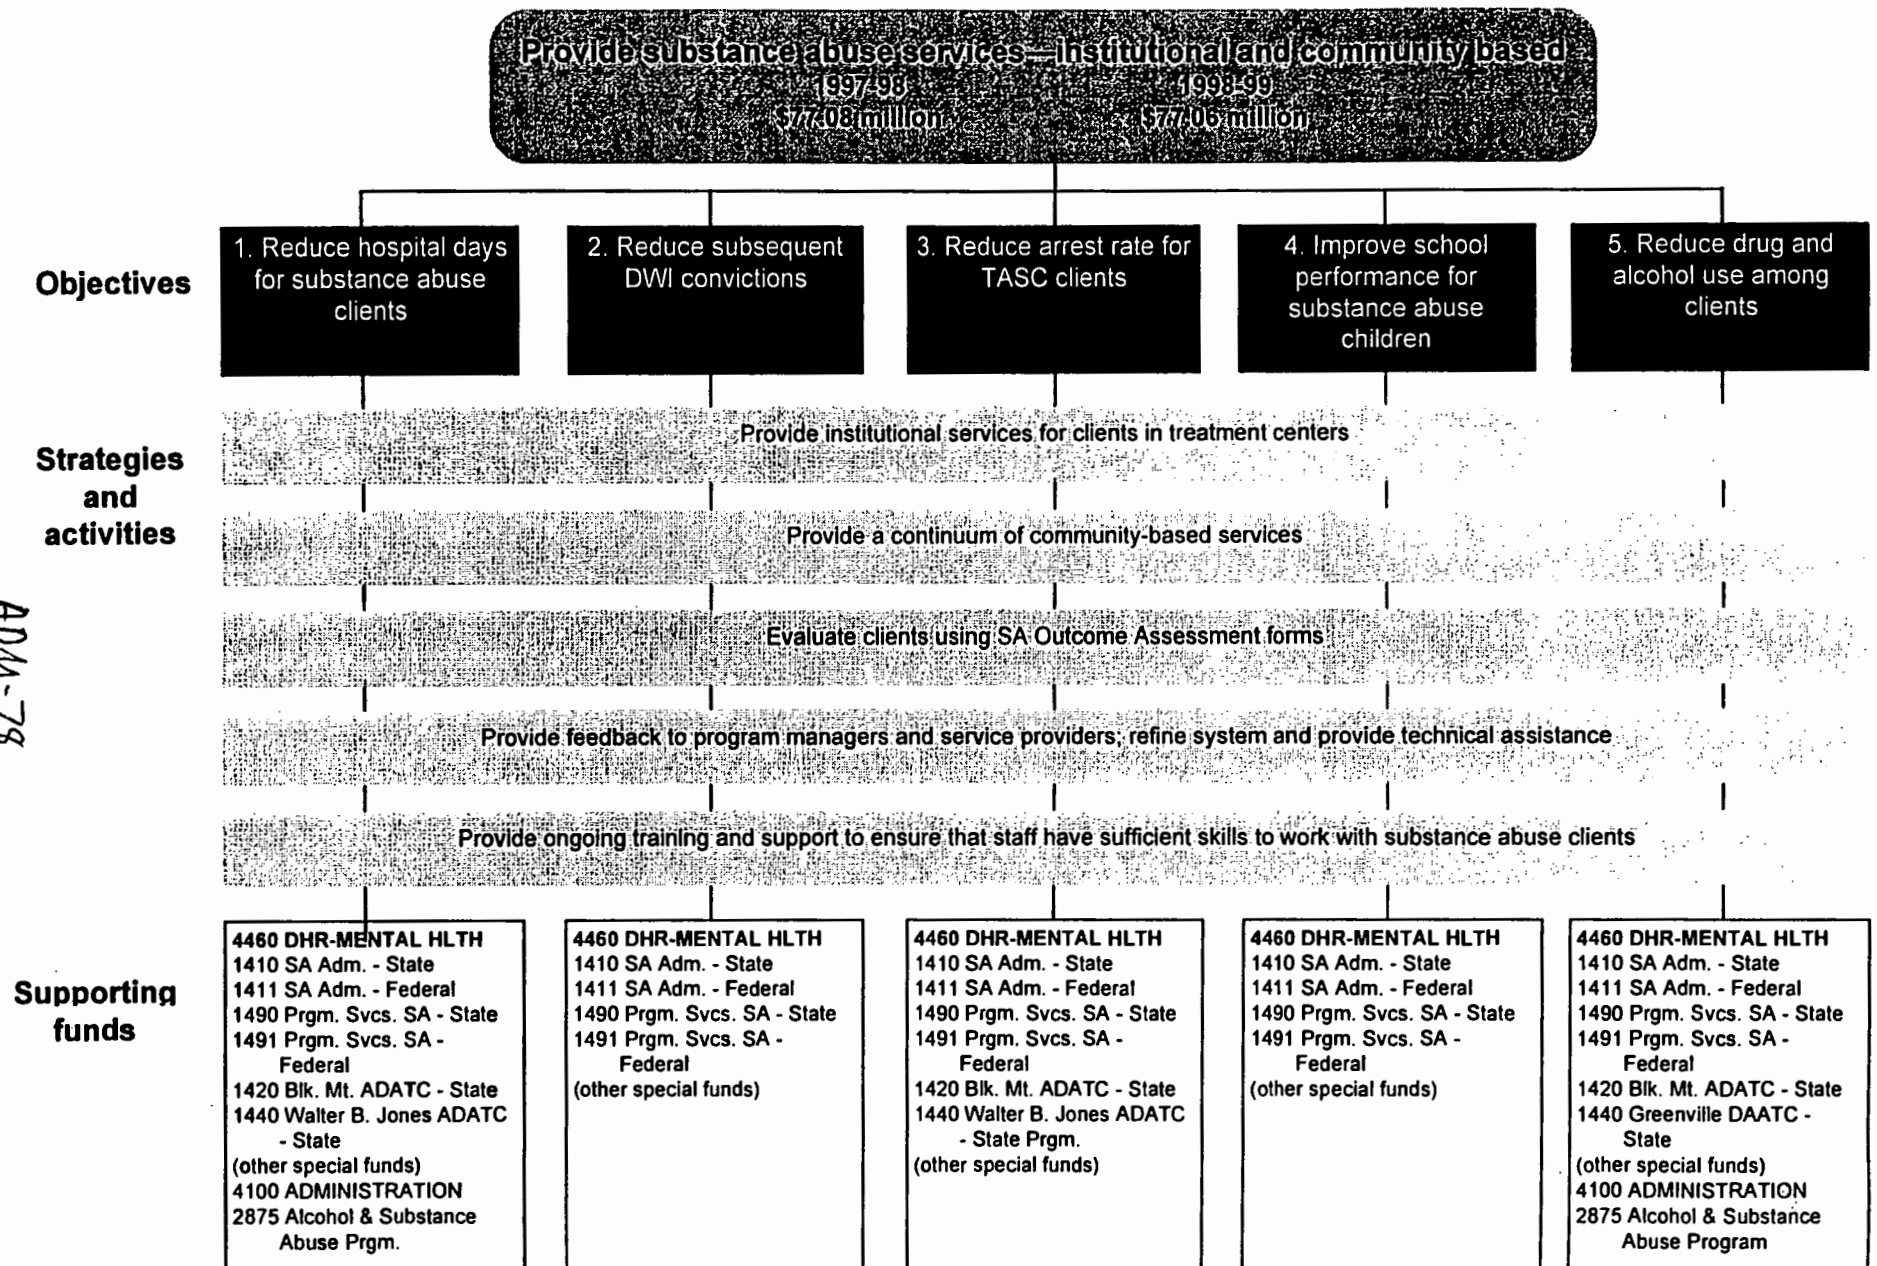 Provide substance abuse services—institutional and community based
1997-98 1998-99
$77.08 million $77.06 million
Objectives
1. Reduce hospital days
for substance abuse
clients
2. Reduce subsequent
DWI convictions
3. Reduce arrest rate for
TASC clients
4. Improve school
performance for
substance abuse
children
5. Reduce drug and
alcohol use among
clients
Strategies
and
activities
Provide institutional services for clients in treatment centers
Provide a continuum of community-based services
Evaluate clients using SA Outcome Assessment forms
Provide feedback to program managers and service providers; refine system and provide technical assistance
Provide ongoing training and support to ensure that staff have sufficient skills to work with substance abuse clients
ADM-78
Supporting
funds
4460 DHR-MENTAL HLTH
1410 SA Adm. - State
1411 SA Adm. - Federal
1490 Prgm. Svcs. SA - State
1491 Prgm. Svcs. SA -
Federal
1420 Blk. Mt. ADATC - State
1440 Walter B. Jones ADATC
- State
(other special funds)
4100 ADMINISTRATION
2875 Alcohol & Substance
Abuse Prgm.
4460 DHR-MENTAL HLTH
1410 SA Adm. - State
1411 SA Adm. - Federal
1490 Prgm. Svcs. SA - State
1491 Prgm. Svcs. SA -
Federal
(other special funds)
4460 DHR-MENTAL HLTH
1410 SA Adm. - State
1411 SA Adm. - Federal
1490 Prgm. Svcs. SA - State
1491 Prgm. Svcs. SA -
Federal
1420 Blk. Mt. ADATC - State
1440 Walter B. Jones ADATC
- State Prgm.
(other special funds)
4460 DHR-MENTAL HLTH
1410 SA Adm. - State
1411 SA Adm. - Federal
1490 Prgm. Svcs. SA - State
1491 Prgm. Svcs. SA -
Federal
(other special funds)
4460 DHR-MENTAL HLTH
1410 SA Adm. - State
1411 SA Adm. - Federal
1490 Prgm. Svcs. SA - State
1491 Prgm. Svcs. SA -
Federal
1420 Blk. Mt. ADATC - State
1440 Greenville DAATC -
State
(other special funds)
4100 ADMINISTRATION
2875 Alcohol & Substance
Abuse Program